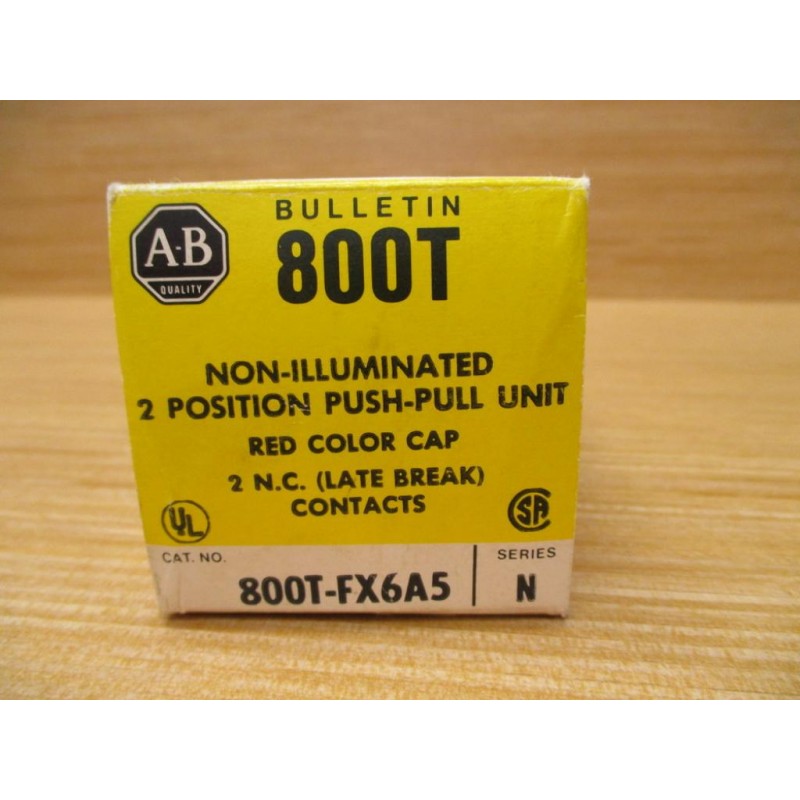 BULLETIN
800T
A-B
QUALITY
NON-ILLUMINATED
2 POSITION PUSH-PULL UNIT
RED COLOR CAP
2 N.C. (LATE BREAK)
CONTACTS
UL
SA
CAT. NO.
800T-FX6A5
SERIES
N